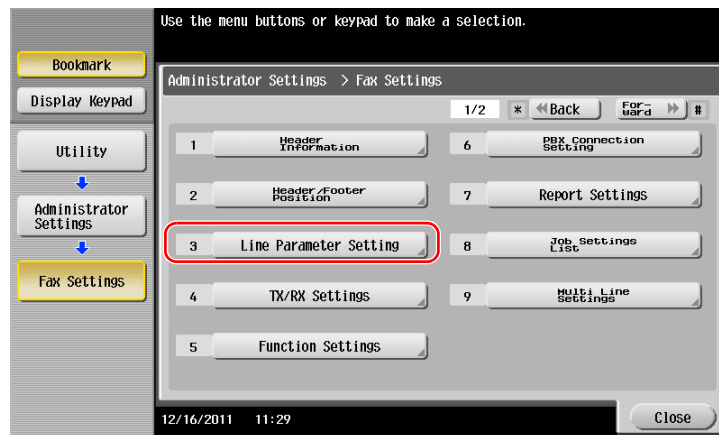 Use the menu buttons or keypad to make a selection.
Bookmark
Display Keypad
Utility
Administrator
Settings
Fax Settings
Administrator Settings > Fax Settings
1/2 * Back For-
ward #
1 Header
Information
2 Header/Footer
Position
3 Line Parameter Setting
4 TX/RX Settings
5 Function Settings
6 PBX Connection
Setting
7 Report Settings
8 Job Settings
List
9 Multi Line
Settings
12/16/2011 11:29
Close